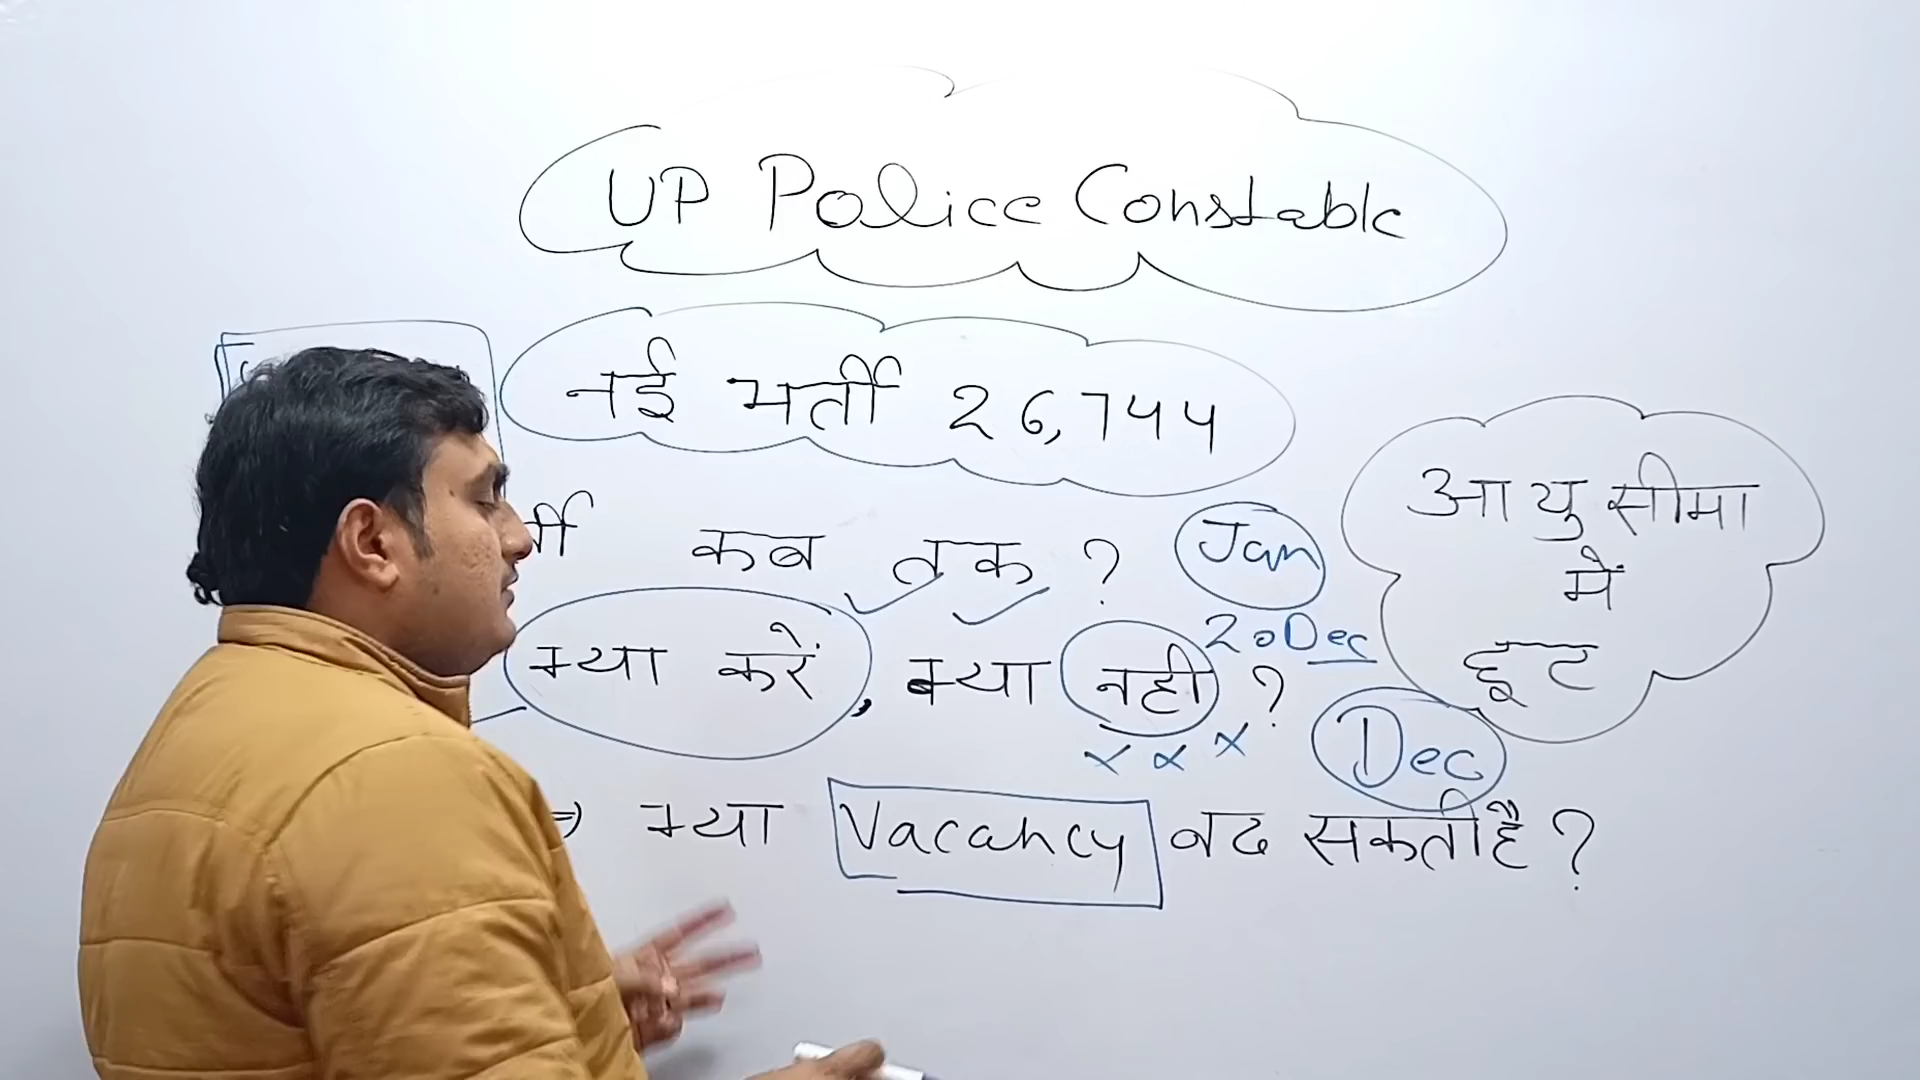 UP Police Constable
नई भर्ती 26,744
कब तक ? Jan
आयु सीमा
में
छूट
20 Dec
क्या करें, क्या नहीं ?
x x x
Dec
⇒ क्या Vacancy बढ सकती है ?